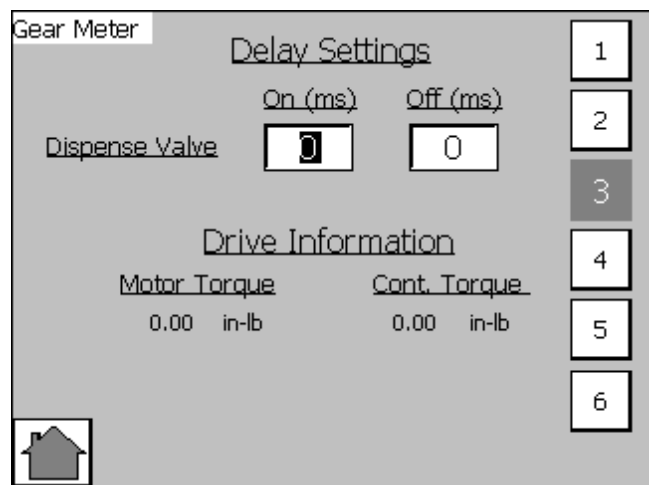 Gear Meter
Delay Settings
On (ms) Off (ms)
Dispense Valve 0 0
Drive Information
Motor Torque Cont. Torque
0.00 in-lb 0.00 in-lb
1
2
3
4
5
6